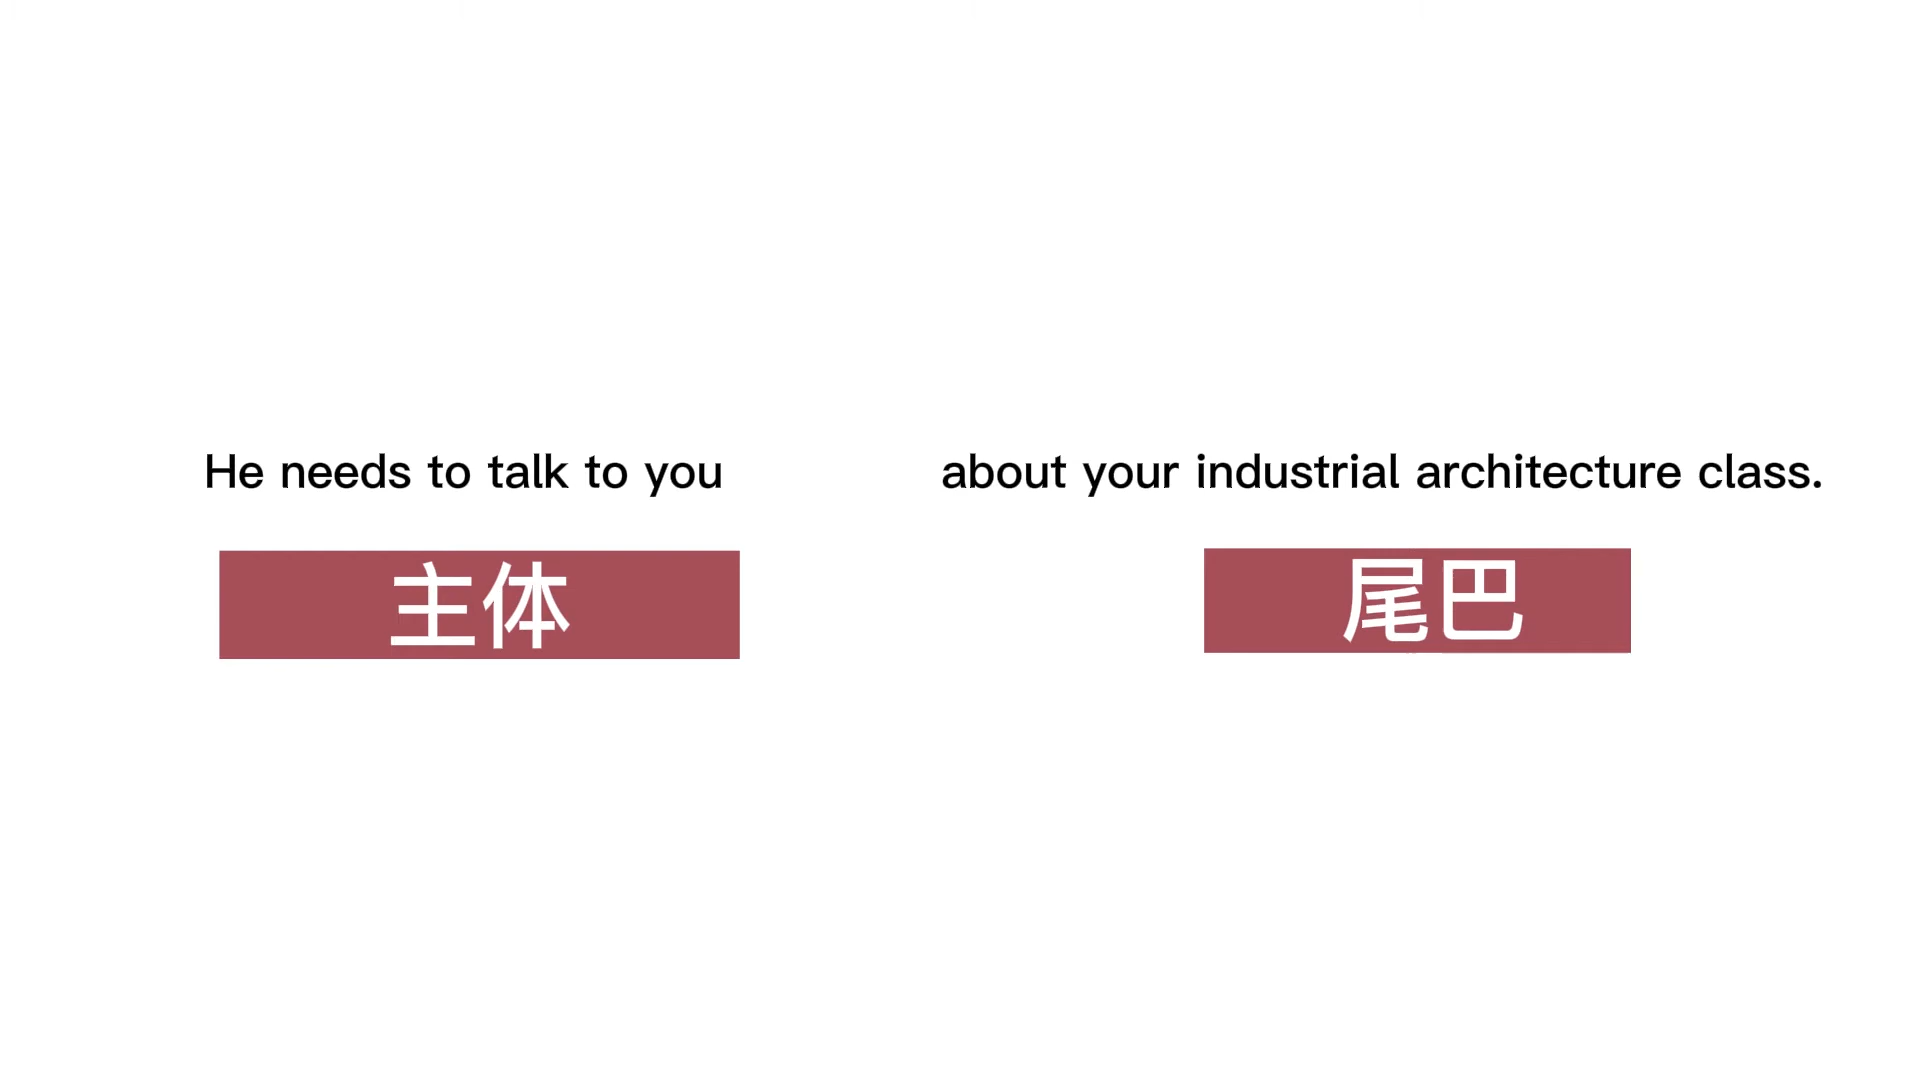 He needs to talk to you about your industrial architecture class.
主体 尾巴